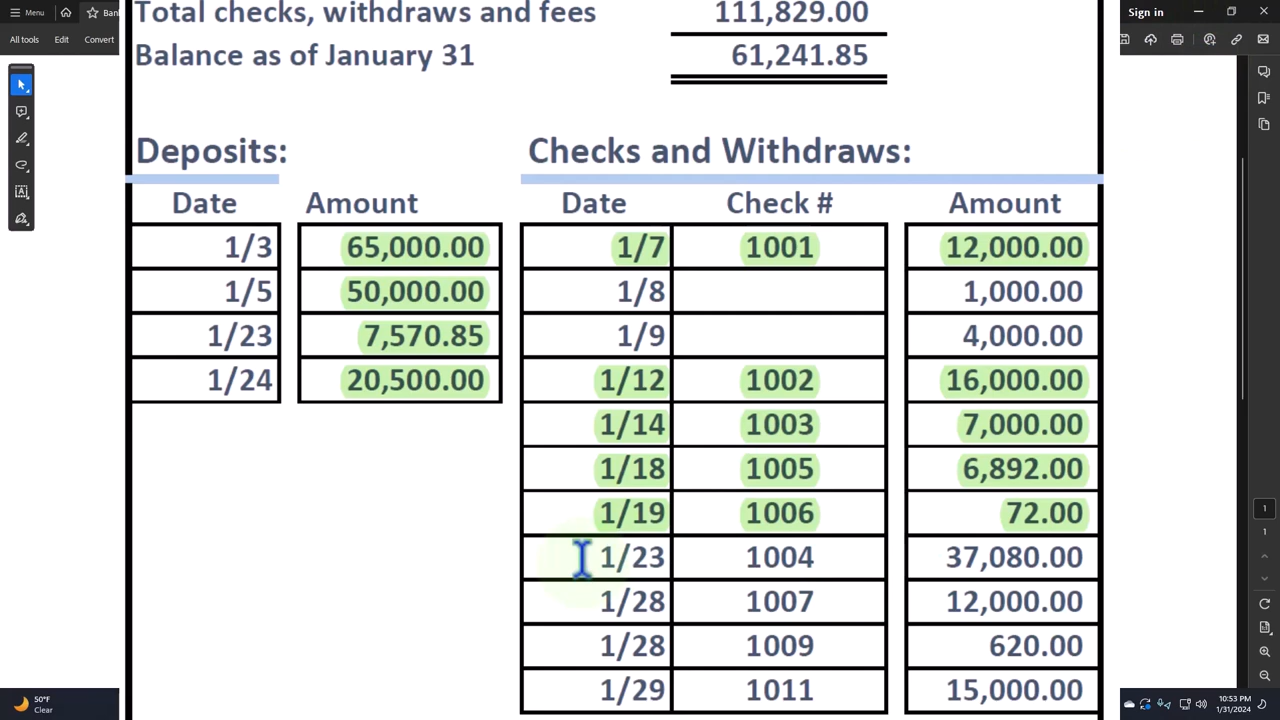 Menu Bank Sign in
All tools Edit Convert
Total checks, withdraws and fees 111,829.00
Balance as of January 31 61,241.85
Deposits: Checks and Withdraws:
Date Amount Date Check # Amount
1/3 65,000.00 1/7 1001 12,000.00
1/5 50,000.00 1/8 1,000.00
1/23 7,570.85 1/9 4,000.00
1/24 20,500.00 1/12 1002 16,000.00
1/14 1003 7,000.00
1/18 1005 6,892.00
1/19 1006 72.00
1/23 1004 37,080.00
1/28 1007 12,000.00
1/28 1009 620.00
1/29 1011 15,000.00
1
1
50°F
Clear
10:53 PM
1/31/2024